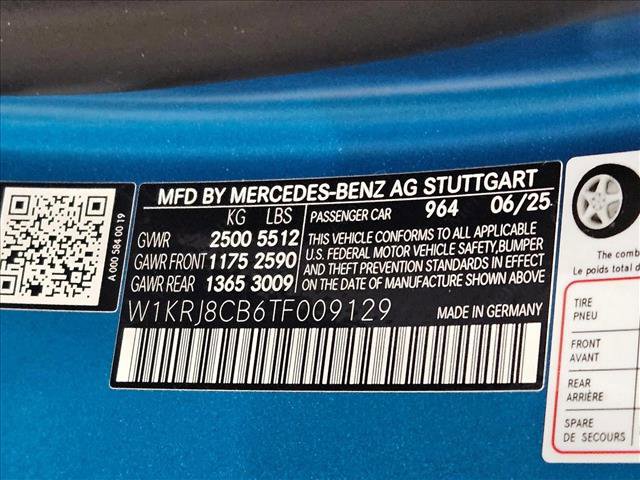 A 000 584 00 19
MFD BY MERCEDES-BENZ AG STUTTGART
KG LBS
GVWR 2500 5512
GAWR FRONT 1175 2590
GAWR REAR 1365 3009
PASSENGER CAR 964 06/25
THIS VEHICLE CONFORMS TO ALL APPLICABLE
U.S. FEDERAL MOTOR VEHICLE SAFETY, BUMPER
AND THEFT PREVENTION STANDARDS IN EFFECT
ON THE DATE OF MANUFACTURE SHOWN ABOVE
W1KRJ8CB6TF009129
MADE IN GERMANY
Le poids total d
TIRE
PNEU
FRONT
AVANT
REAR
ARRIÈRE
SPARE
DE SECOURS